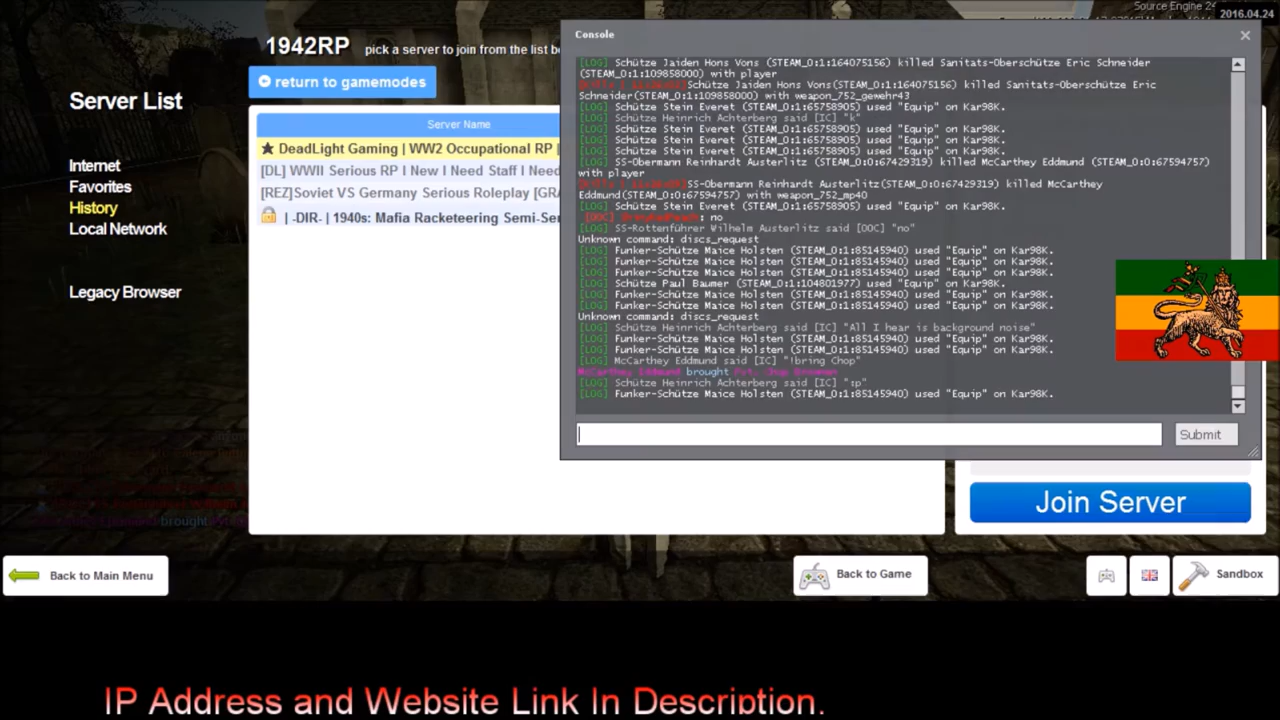 Source Engine 2
2016.04.24
1942RP pick a server to join from the list be
return to gamemodes
Server List
Internet
Favorites
History
Local Network
Legacy Browser
Server Name
DeadLight Gaming | WW2 Occupational RP |
[DL] WWII Serious RP I New I Need Staff I Need
[REZ]Soviet VS Germany Serious Roleplay [GRA
| -DIR- | 1940s: Mafia Racketeering Semi-Ser
Console
[LOG] Schütze Jaiden Hons Vons (STEAM_0:1:164075156) killed Sanitats-Oberschütze Eric Schneider
(STEAM_0:1:109858000) with player
Schütze Jaiden Hons Vons(STEAM_0:1:164075156) killed Sanitats-Oberschütze Eric
Schneider(STEAM_0:1:109858000) with weapon_752_gewehr43
[LOG] Schütze Stein Everet (STEAM_0:1:65758905) used "Equip" on Kar98K.
[LOG] Schütze Heinrich Achterberg said [IC] "k"
[LOG] Schütze Stein Everet (STEAM_0:1:65758905) used "Equip" on Kar98K.
[LOG] Schütze Stein Everet (STEAM_0:1:65758905) used "Equip" on Kar98K.
[LOG] Schütze Stein Everet (STEAM_0:1:65758905) used "Equip" on Kar98K.
[LOG] SS-Obermann Reinhardt Austerlitz (STEAM_0:0:67429319) killed McCarthey Eddmund (STEAM_0:0:67594757)
with player
SS-Obermann Reinhardt Austerlitz(STEAM_0:0:67429319) killed McCarthey
Eddmund(STEAM_0:0:67594757) with weapon_752_mp40
[LOG] Schütze Stein Everet (STEAM_0:1:65758905) used "Equip" on Kar98K.
[OOC] : no
[LOG] SS-Rottenführer Wilhelm Austerlitz said [OOC] "no"
Unknown command: discs_request
[LOG] Funker-Schütze Maice Holsten (STEAM_0:1:85145940) used "Equip" on Kar98K.
[LOG] Funker-Schütze Maice Holsten (STEAM_0:1:85145940) used "Equip" on Kar98K.
[LOG] Funker-Schütze Maice Holsten (STEAM_0:1:85145940) used "Equip" on Kar98K.
[LOG] Schütze Paul Baumer (STEAM_0:1:104801977) used "Equip" on Kar98K.
[LOG] Funker-Schütze Maice Holsten (STEAM_0:1:85145940) used "Equip" on Kar98K.
[LOG] Funker-Schütze Maice Holsten (STEAM_0:1:85145940) used "Equip" on Kar98K.
Unknown command: discs_request
[LOG] Schütze Heinrich Achterberg said [IC] "All I hear is background noise"
[LOG] Funker-Schütze Maice Holsten (STEAM_0:1:85145940) used "Equip" on Kar98K.
[LOG] Funker-Schütze Maice Holsten (STEAM_0:1:85145940) used "Equip" on Kar98K.
[LOG] McCarthey Eddmund said [IC] "!bring Chop"
McCarthey Eddmund brought Pvt. Chop
[LOG] Schütze Heinrich Achterberg said [IC] ":p"
[LOG] Funker-Schütze Maice Holsten (STEAM_0:1:85145940) used "Equip" on Kar98K.
Submit
brought
Join Server
Back to Main Menu
Back to Game
Sandbox
IP Address and Website Link In Description.